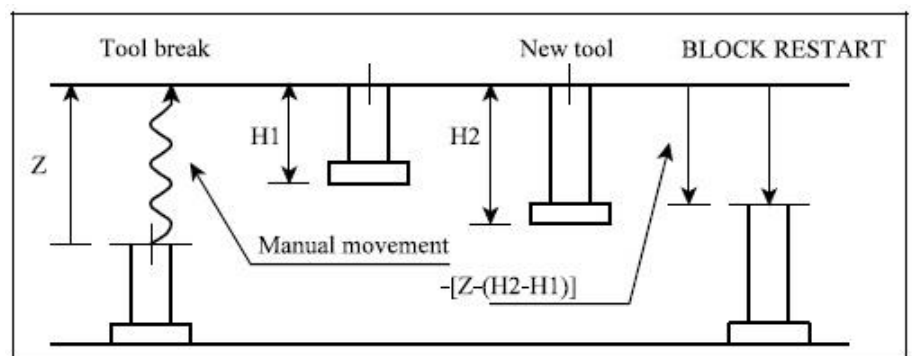 Tool break
New tool
BLOCK RESTART
H1
H2
Z
Manual movement
-[Z-(H2-H1)]